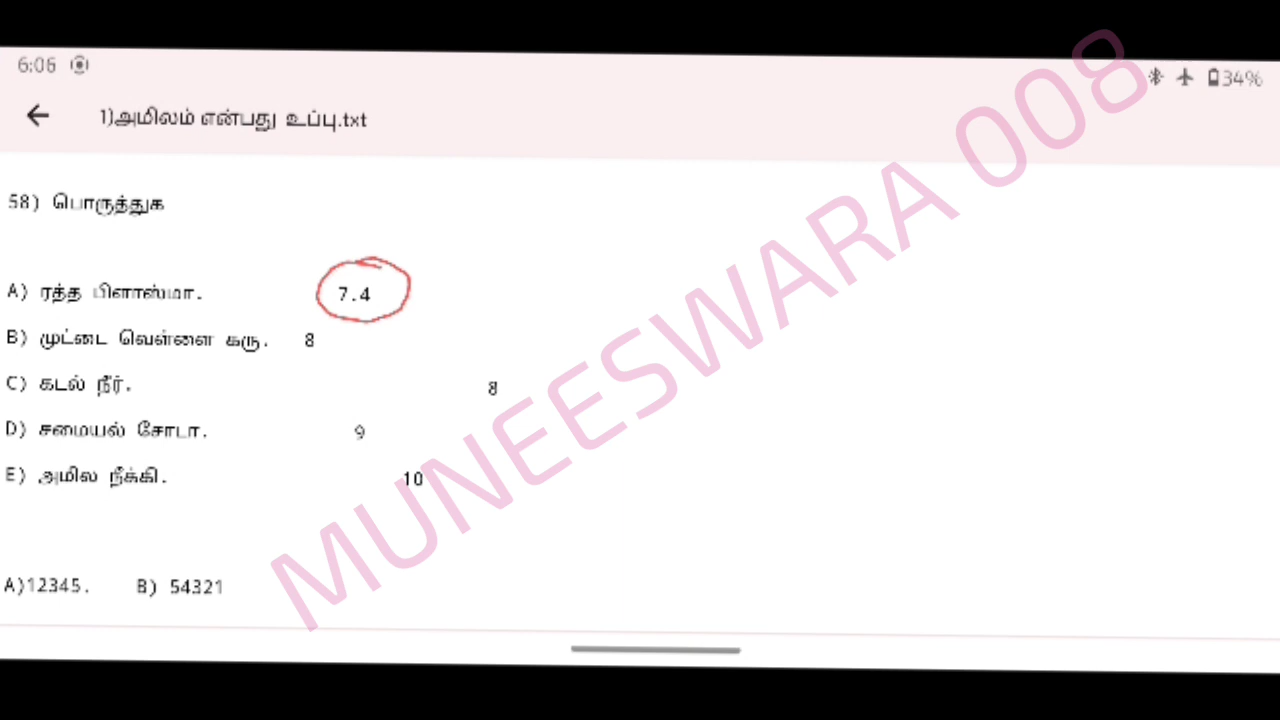 6:06 34%
1)அமிலம் என்பது உப்பு.txt
58) பொருத்துக
A) ரத்த பிளாஸ்மா. 7.4
B) முட்டை வெள்ளை கரு. 8
C) கடல் நீர். 8
D) சமையல் சோடா. 9
E) அமில நீக்கி. 10
A)12345. B) 54321
MUNEESWARA 008